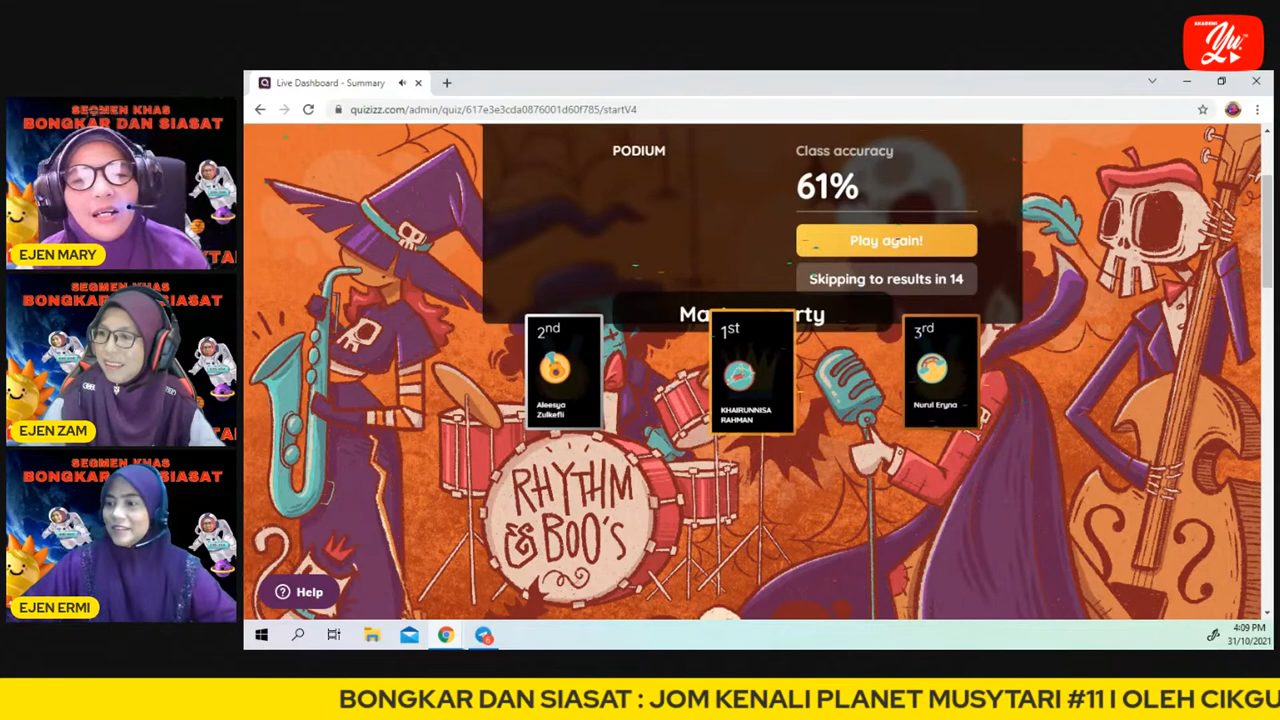 AKADEMI
Yu.
SEGMEN KHAS
BONGKAR DAN SIASAT
EJEN MARY
EJEN ZAM
SEGMEN KHAS
EJEN ERMI
Live Dashboard - Summary
quizizz.com/admin/quiz/617e3e3cda0876001d60f785/startV4
PODIUM
Class accuracy
61%
Play again!
Skipping to results in 14
2nd
Aleesya
Zulkefli
1st
KHAIRUNNISA
RAHMAN
3rd
Nurul Eryna
RHYTHM
& BOO'S
Help
4:09 PM
31/10/2021
BONGKAR DAN SIASAT : JOM KENALI PLANET MUSYTARI #11 I OLEH CIKGU